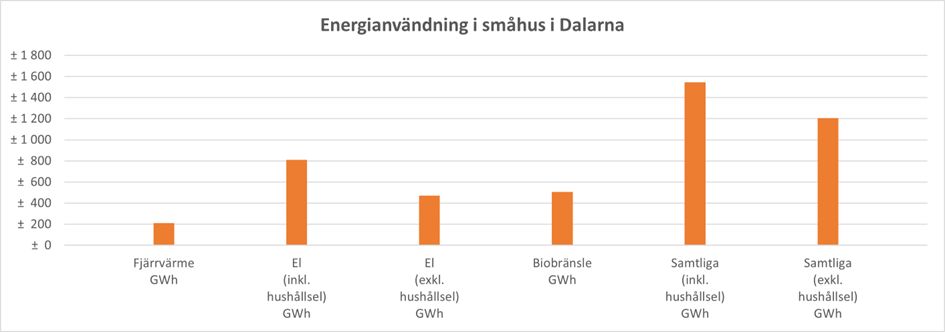 Energianvändning i småhus i Dalarna
± 1 800
± 1 600
± 1 400
± 1 200
± 1 000
± 800
± 600
± 400
± 200
± 0
Fjärrvärme
GWh
El
(inkl.
hushållsel)
GWh
El
(exkl.
hushållsel)
GWh
Biobränsle
GWh
Samtliga
(inkl.
hushållsel)
GWh
Samtliga
(exkl.
hushållsel)
GWh